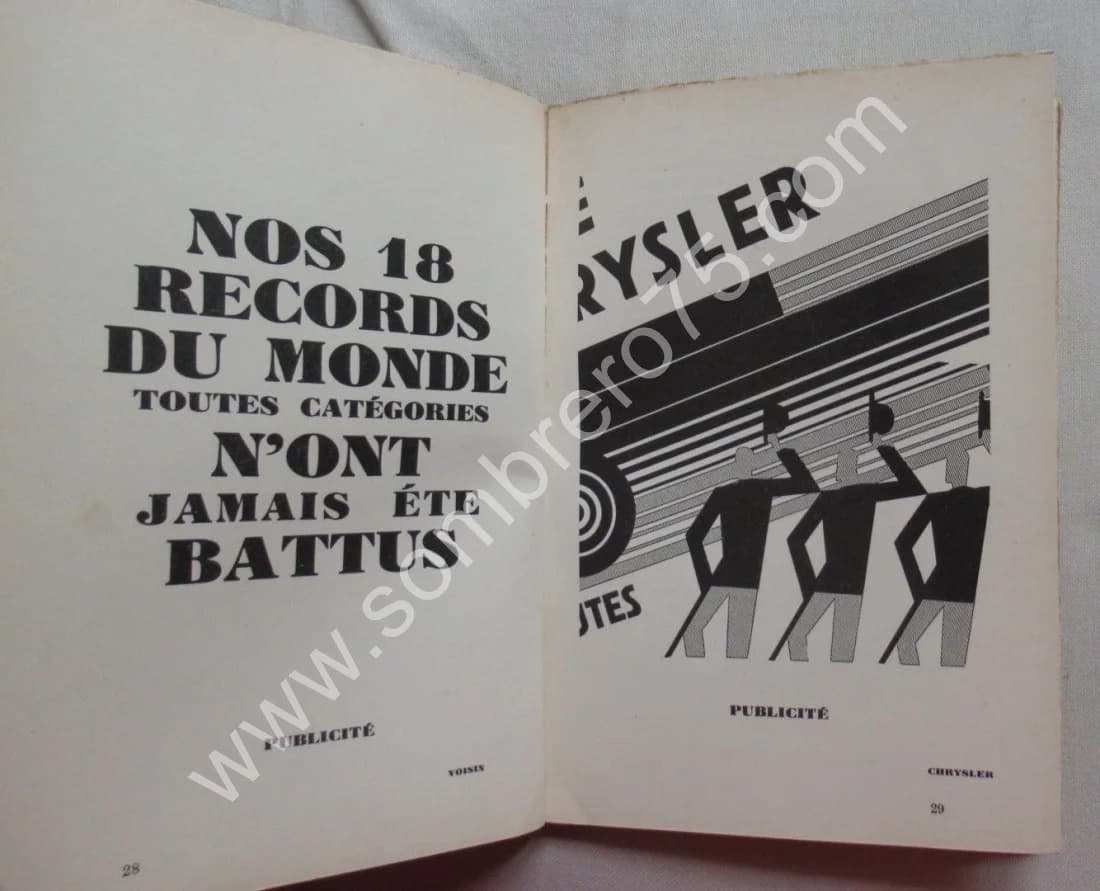 NOS 18
RECORDS
DU MONDE
TOUTES CATÉGORIES
N'ONT
JAMAIS ÉTE
BATTUS
PUBLICITÉ
VOISIN
28
E
RYSLER
UTES
PUBLICITÉ
CHRYSLER
29
www.sombrero75.com